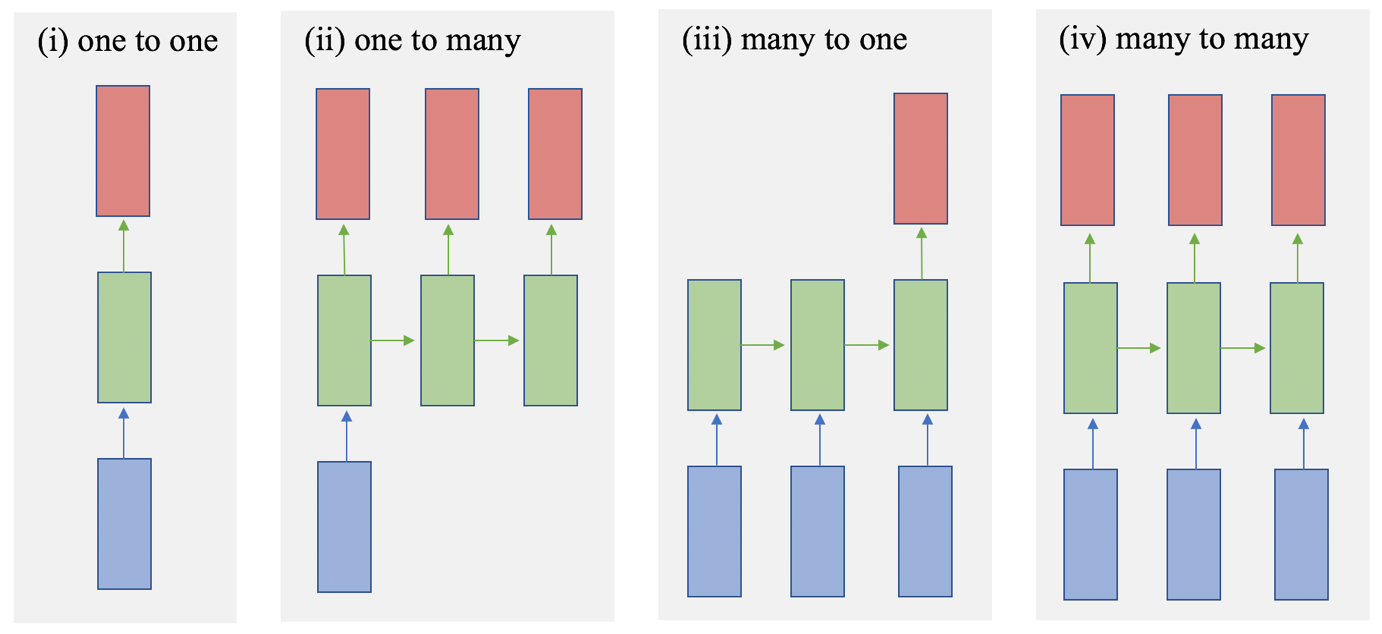 (i) one to one
(ii) one to many
(iii) many to one
(iv) many to many